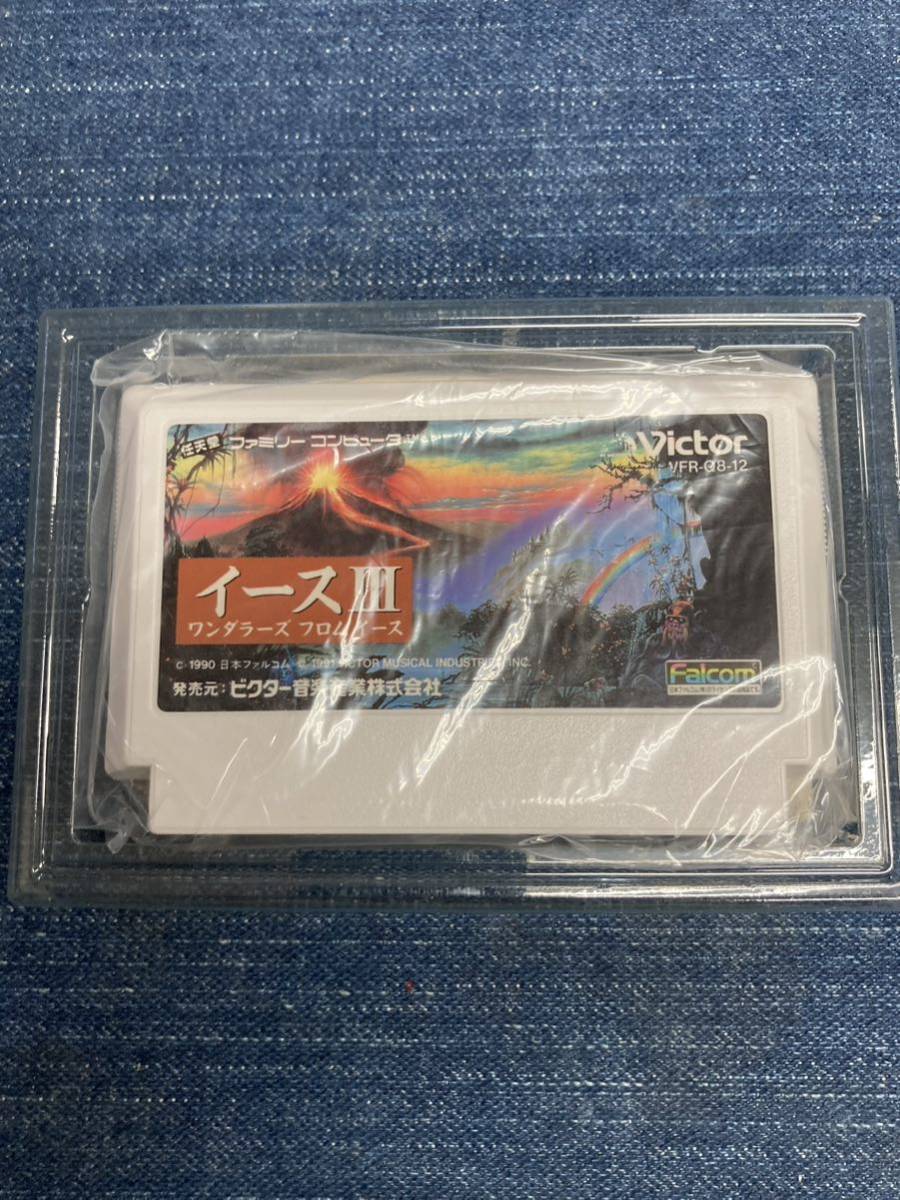 任天堂 ファミリーコンピュータ
Victor
VFR-Q8-12
イースIII
ワンダラーズ フロム イース
C·1990 日本ファルコム © 1991 VICTOR MUSICAL INDUSTRIES, INC.
発売元:ビクター音楽産業株式会社
Falcom